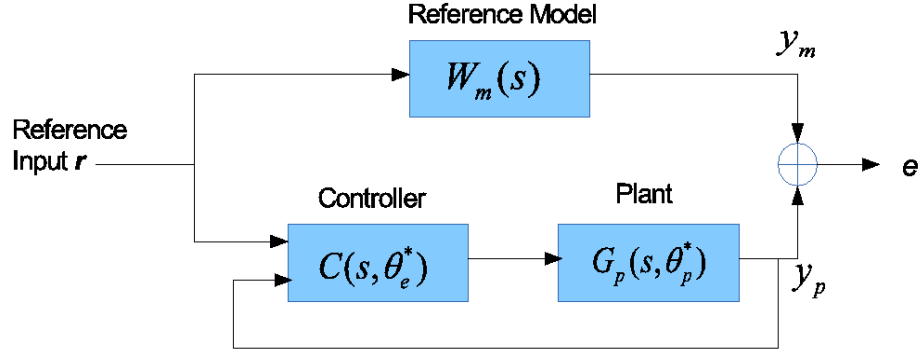 Reference Model
y_m
W_m(s)
Reference
Input r
e
Controller
Plant
C(s,θ_e^*)
G_p(s,θ_p^*)
y_p